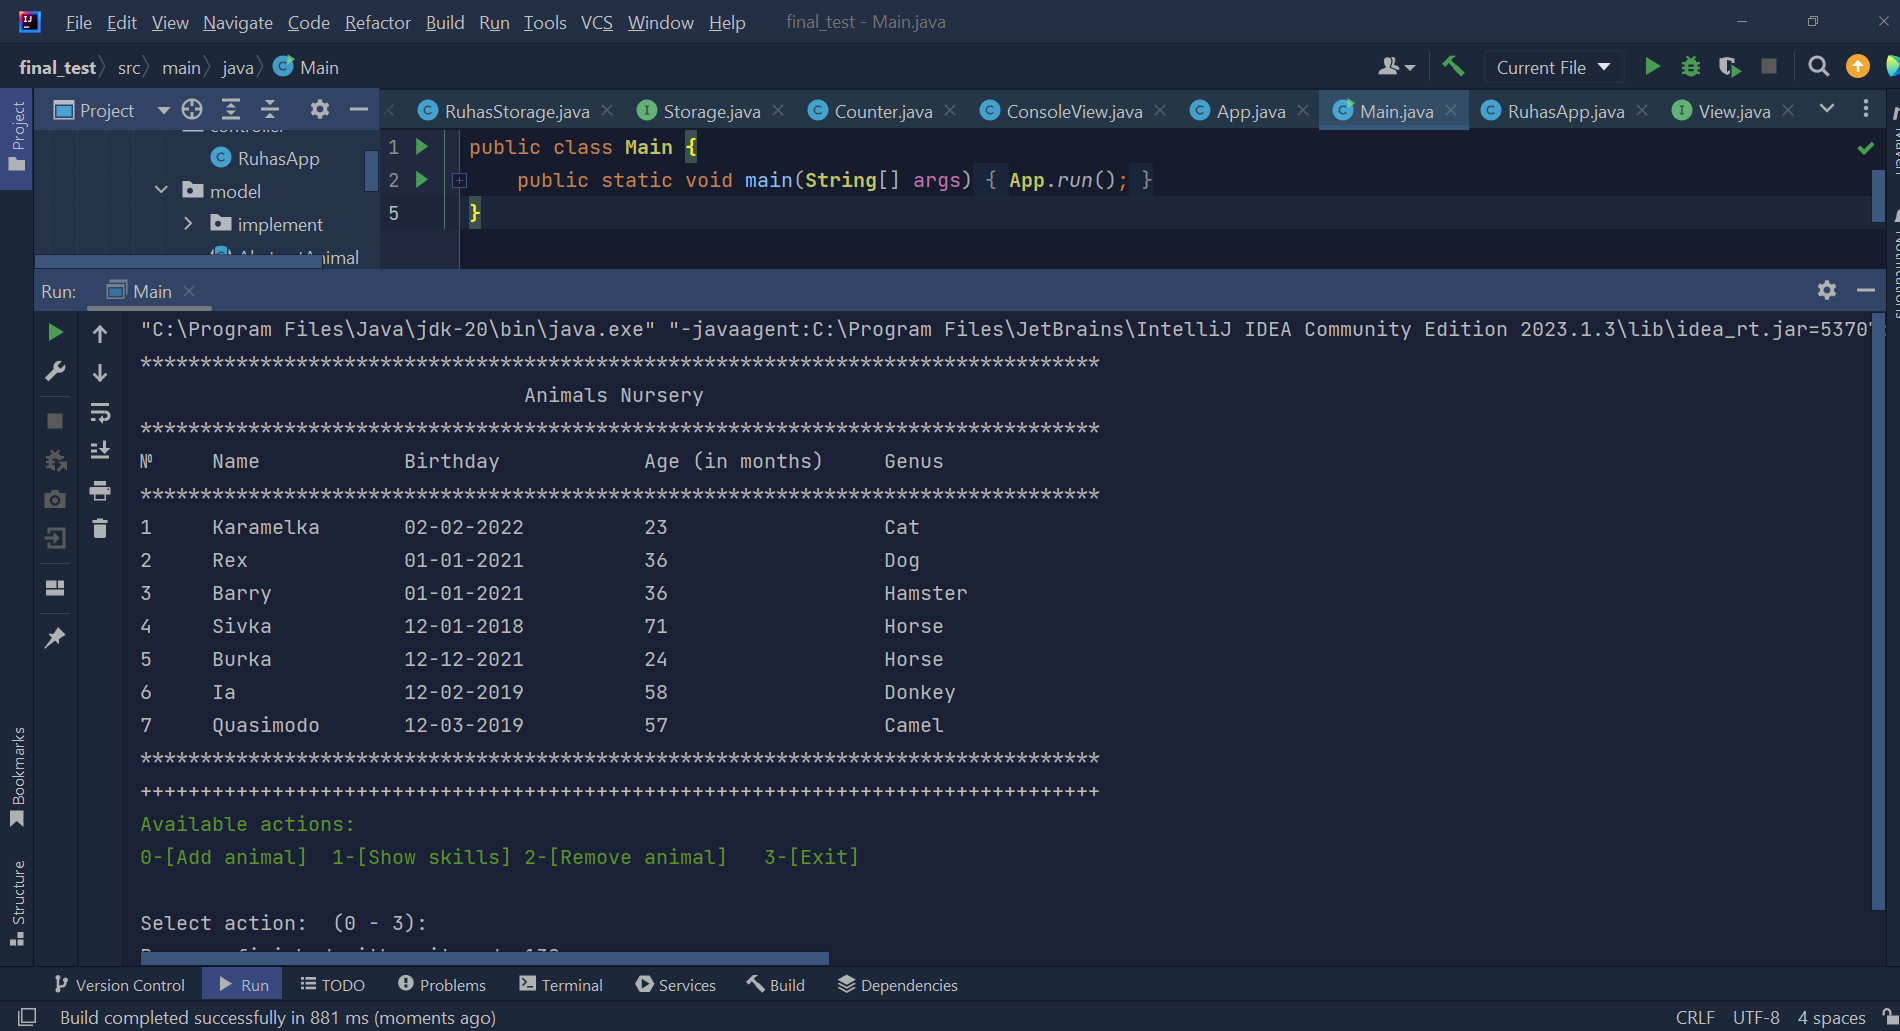 File Edit View Navigate Code Refactor Build Run Tools VCS Window Help final_test - Main.java
final_test src main java Main Current File
Project
Project RuhasStorage.java Storage.java Counter.java ConsoleView.java App.java Main.java RuhasApp.java View.java
RuhasApp
model
implement
1 public class Main {
2 public static void main(String[] args) { App.run(); }
5 }
Run: Main
"C:\Program Files\Java\jdk-20\bin\java.exe" "-javaagent:C:\Program Files\JetBrains\IntelliJ IDEA Community Edition 2023.1.3\lib\idea_rt.jar=5370
********************************************************************************
Animals Nursery
********************************************************************************
№ Name Birthday Age (in months) Genus
********************************************************************************
1 Karamelka 02-02-2022 23 Cat
2 Rex 01-01-2021 36 Dog
3 Barry 01-01-2021 36 Hamster
4 Sivka 12-01-2018 71 Horse
5 Burka 12-12-2021 24 Horse
6 Ia 12-02-2019 58 Donkey
7 Quasimodo 12-03-2019 57 Camel
********************************************************************************
++++++++++++++++++++++++++++++++++++++++++++++++++++++++++++++++++++++++++++++++
Available actions:
0-[Add animal] 1-[Show skills] 2-[Remove animal] 3-[Exit]
Select action: (0 - 3):
Bookmarks
Structure
Version Control Run TODO Problems Terminal Services Build Dependencies
Build completed successfully in 881 ms (moments ago) CRLF UTF-8 4 spaces